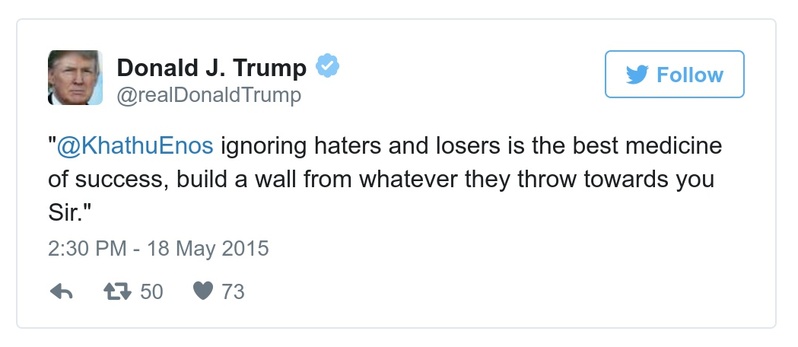 Donald J. Trump
@realDonaldTrump
Follow
"@KhathuEnos ignoring haters and losers is the best medicine
of success, build a wall from whatever they throw towards you
Sir."
2:30 PM - 18 May 2015
50 73